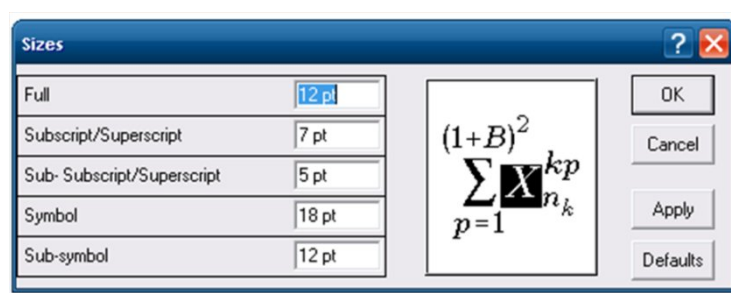 Sizes
Full 12 pt
Subscript/Superscript 7 pt
Sub- Subscript/Superscript 5 pt
Symbol 18 pt
Sub-symbol 12 pt
(1+B)²
∑ X kp nₖ
p=1
OK
Cancel
Apply
Defaults